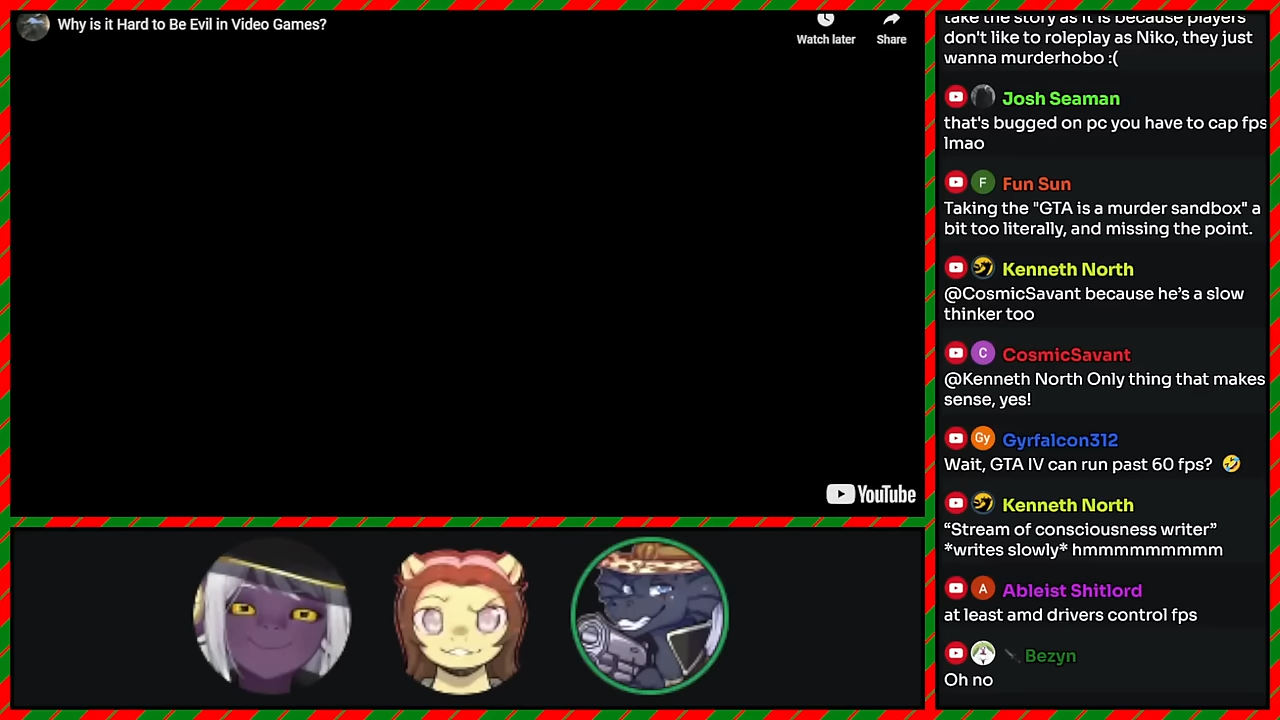 Why is it Hard to Be Evil in Video Games?
Watch later
Share
YouTube
take the story as it is because players
don't like to roleplay as Niko, they just
wanna murderhobo :(
Josh Seaman
that's bugged on pc you have to cap fps
lmao
F
Fun Sun
Taking the "GTA is a murder sandbox" a
bit too literally, and missing the point.
Kenneth North
@CosmicSavant because he’s a slow
thinker too
C
CosmicSavant
@Kenneth North Only thing that makes
sense, yes!
Gy
Gyrfalcon312
Wait, GTA IV can run past 60 fps? 🤣
Kenneth North
“Stream of consciousness writer”
*writes slowly* hmmmmmmmmm
A
Ableist Shitlord
at least amd drivers control fps
Bezyn
Oh no